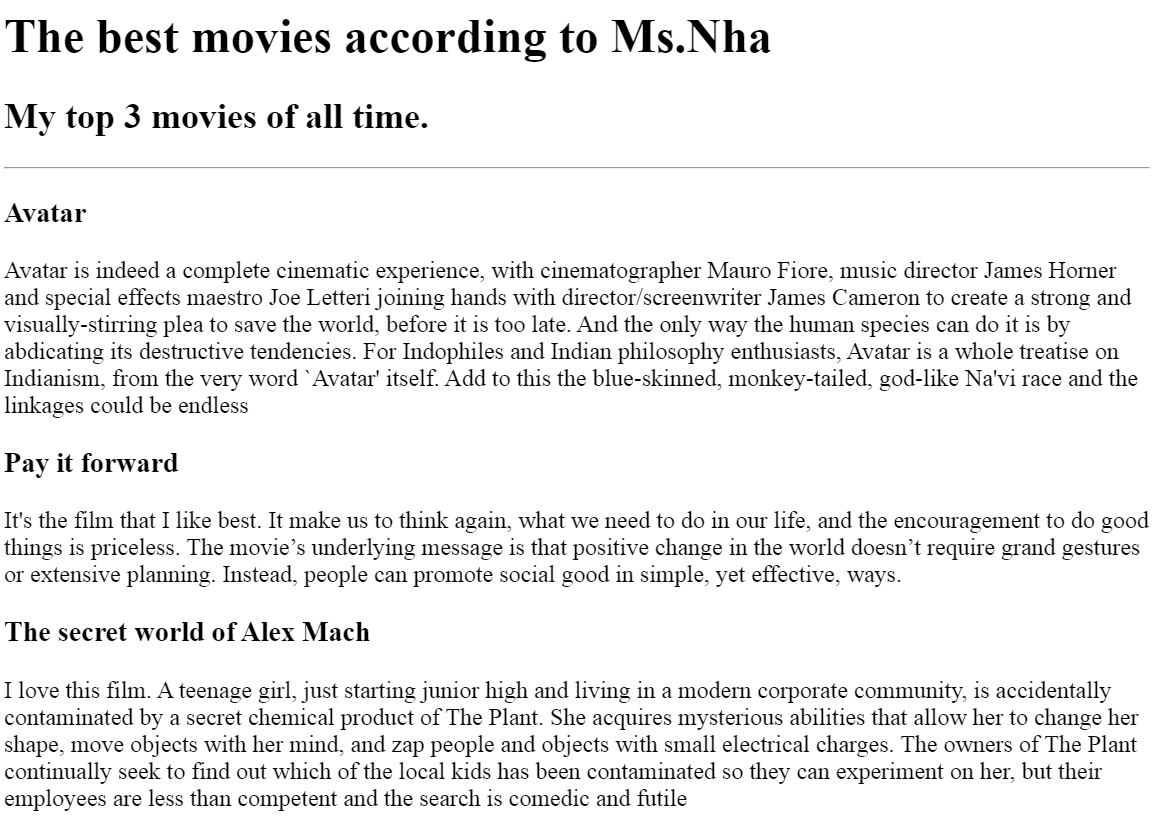 The best movies according to Ms.Nha
My top 3 movies of all time.
Avatar
Avatar is indeed a complete cinematic experience, with cinematographer Mauro Fiore, music director James Horner
and special effects maestro Joe Letteri joining hands with director/screenwriter James Cameron to create a strong and
visually-stirring plea to save the world, before it is too late. And the only way the human species can do it is by
abdicating its destructive tendencies. For Indophiles and Indian philosophy enthusiasts, Avatar is a whole treatise on
Indianism, from the very word `Avatar' itself. Add to this the blue-skinned, monkey-tailed, god-like Na'vi race and the
linkages could be endless
Pay it forward
It's the film that I like best. It make us to think again, what we need to do in our life, and the encouragement to do good
things is priceless. The movie’s underlying message is that positive change in the world doesn’t require grand gestures
or extensive planning. Instead, people can promote social good in simple, yet effective, ways.
The secret world of Alex Mach
I love this film. A teenage girl, just starting junior high and living in a modern corporate community, is accidentally
contaminated by a secret chemical product of The Plant. She acquires mysterious abilities that allow her to change her
shape, move objects with her mind, and zap people and objects with small electrical charges. The owners of The Plant
continually seek to find out which of the local kids has been contaminated so they can experiment on her, but their
employees are less than competent and the search is comedic and futile